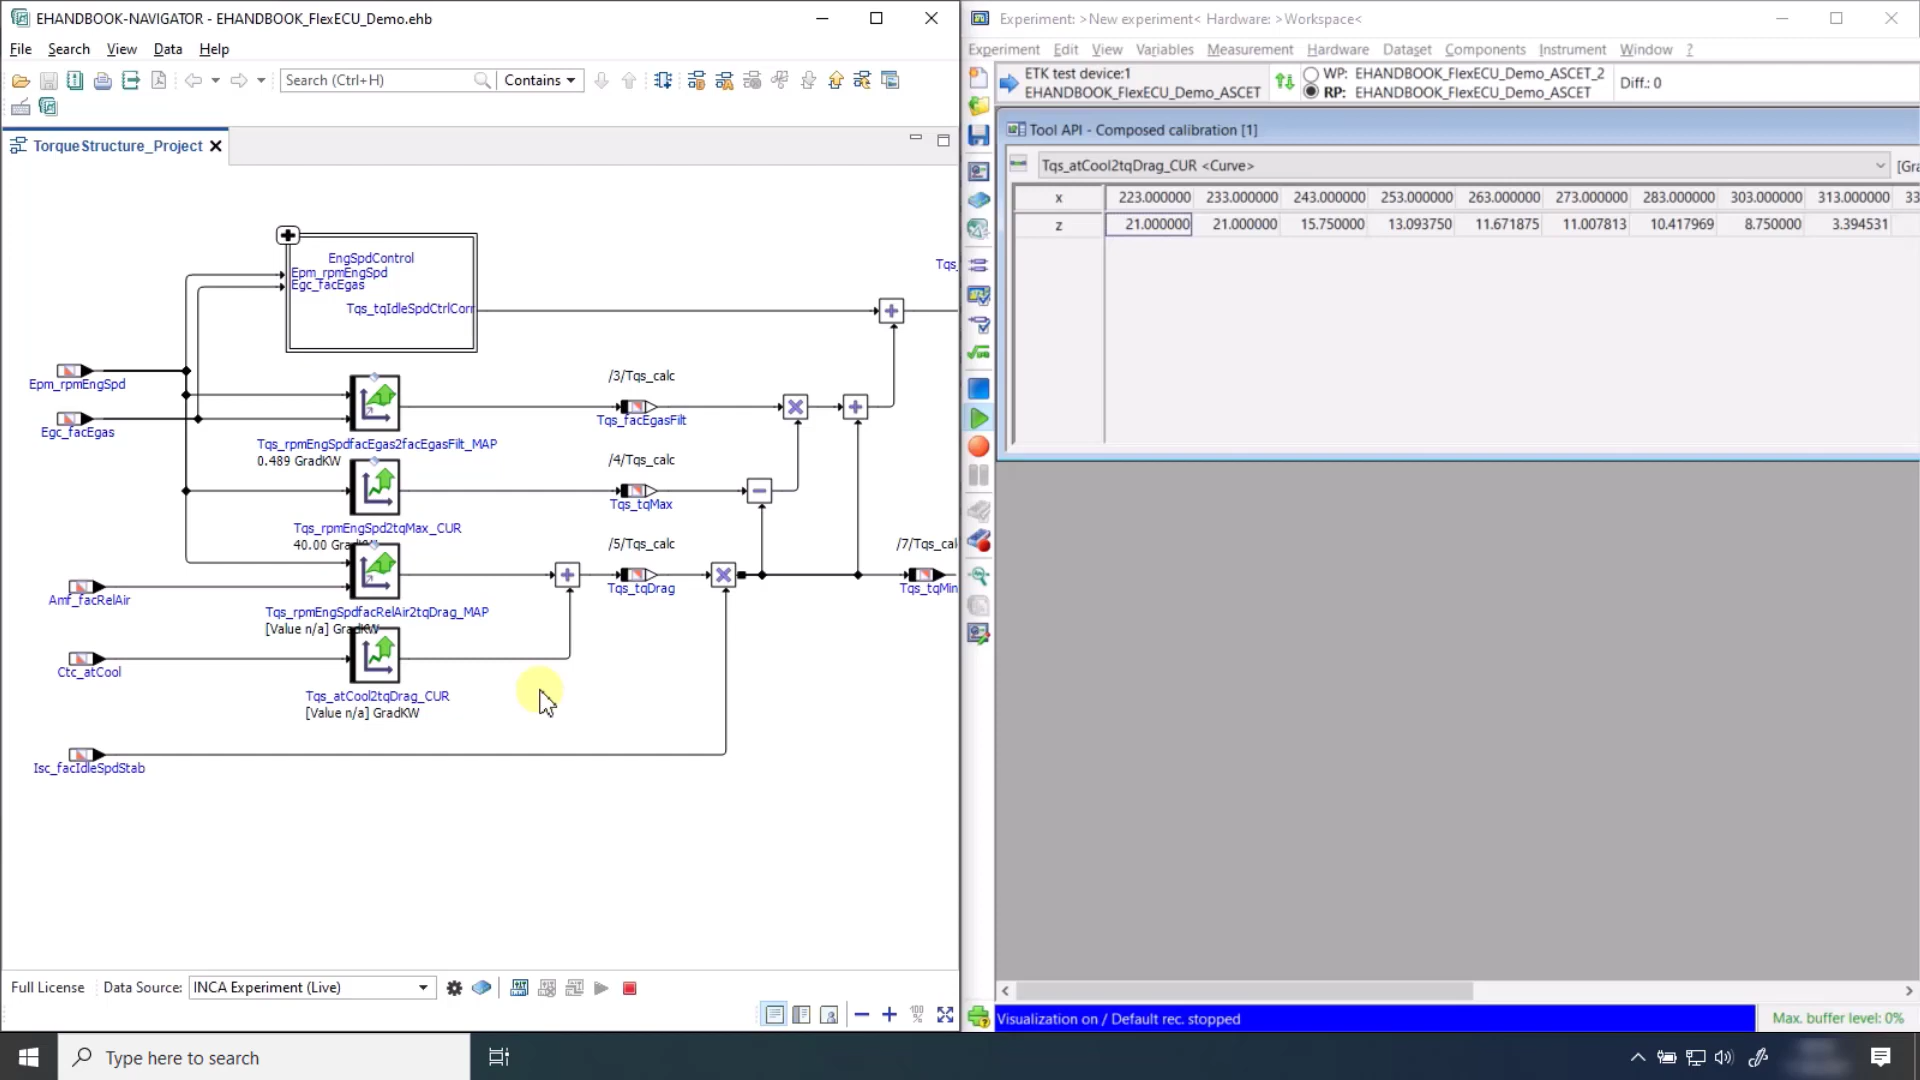 EHANDBOOK-NAVIGATOR - EHANDBOOK_FlexECU_Demo.ehb
File Search View Data Help
Search (Ctrl+H) Contains
TorqueStructure_Project
EngSpdControl
Epm_rpmEngSpd
Egc_facEgas
Tqs_tqIdleSpdCtrlCorr
Tqs_
Epm_rpmEngSpd
Egc_facEgas
/3/Tqs_calc
Tqs_facEgasFilt
Tqs_rpmEngSpdfacEgas2facEgasFilt_MAP
0.489 GradKW
/4/Tqs_calc
Tqs_tqMax
Tqs_rpmEngSpd2tqMax_CUR
40.00 GradKW
/5/Tqs_calc
/7/Tqs_cal
Tqs_tqDrag
Tqs_tqMin
Amf_facRelAir
Tqs_rpmEngSpdfacRelAir2tqDrag_MAP
[Value n/a] GradKW
Ctc_atCool
Tqs_atCool2tqDrag_CUR
[Value n/a] GradKW
Isc_facIdleSpdStab
Full License Data Source: INCA Experiment (Live)
100 %
Experiment: >New experiment< Hardware: >Workspace<
Experiment Edit View Variables Measurement Hardware Dataset Components Instrument Window ?
ETK test device:1
EHANDBOOK_FlexECU_Demo_ASCET
WP: EHANDBOOK_FlexECU_Demo_ASCET_2
RP: EHANDBOOK_FlexECU_Demo_ASCET
Diff.: 0
Tool API - Composed calibration [1]
Tqs_atCool2tqDrag_CUR <Curve> [Gra
x 223.000000 233.000000 243.000000 253.000000 263.000000 273.000000 283.000000 303.000000 313.000000 33
z 21.000000 21.000000 15.750000 13.093750 11.671875 11.007813 10.417969 8.750000 3.394531
Visualization on / Default rec. stopped
Max. buffer level: 0%
Type here to search